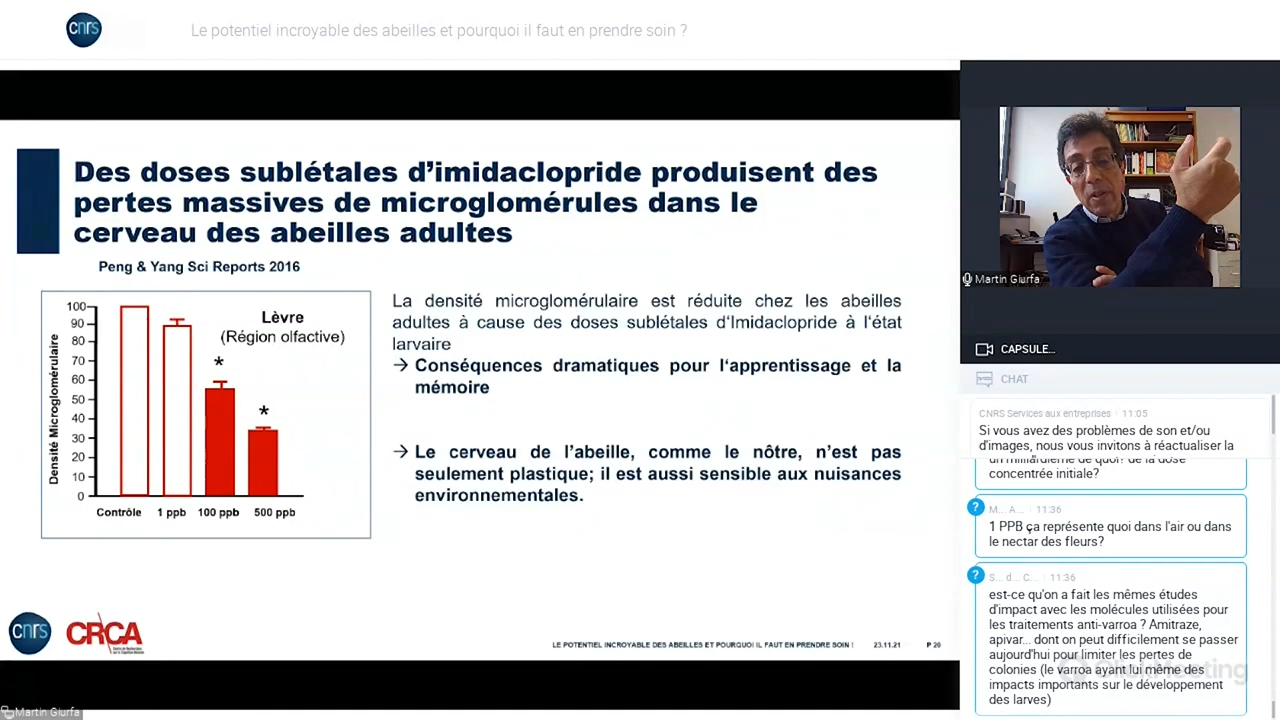 cnrs
Le potentiel incroyable des abeilles et pourquoi il faut en prendre soin ?
Des doses sublétales d'imidaclopride produisent des
pertes massives de microglomérules dans le
cerveau des abeilles adultes
Peng & Yang Sci Reports 2016
Densité Microglomérulaire
100
90
80
70
60
50
40
30
20
10
0
Lèvre
(Région olfactive)
*
*
Contrôle 1 ppb 100 ppb 500 ppb
La densité microglomérulaire est réduite chez les abeilles
adultes à cause des doses sublétales d'Imidaclopride à l'état
larvaire
→ Conséquences dramatiques pour l'apprentissage et la
mémoire
→ Le cerveau de l'abeille, comme le nôtre, n'est pas
seulement plastique; il est aussi sensible aux nuisances
environnementales.
cnrs CRCA
LE POTENTIEL INCROYABLE DES ABEILLES ET POURQUOI IL FAUT EN PRENDRE SOIN ! 23.11.21 P 20
Martin Giurfa
Martin Giurfa
CAPSULE...
CHAT
CNRS Services aux entreprises · 11:05
Si vous avez des problèmes de son et/ou
d'images, nous vous invitons à réactualiser la
un milliardième de quoi? de la dose
concentrée initiale?
?
M... A... · 11:36
1 PPB ça représente quoi dans l'air ou dans
le nectar des fleurs?
?
S... d... C... · 11:36
est-ce qu'on a fait les mêmes études
d'impact avec les molécules utilisées pour
les traitements anti-varroa ? Amitraze,
apivar... dont on peut difficilement se passer
aujourd'hui pour limiter les pertes de
colonies (le varroa ayant lui même des
impacts importants sur le développement
des larves)
ClickMeeting